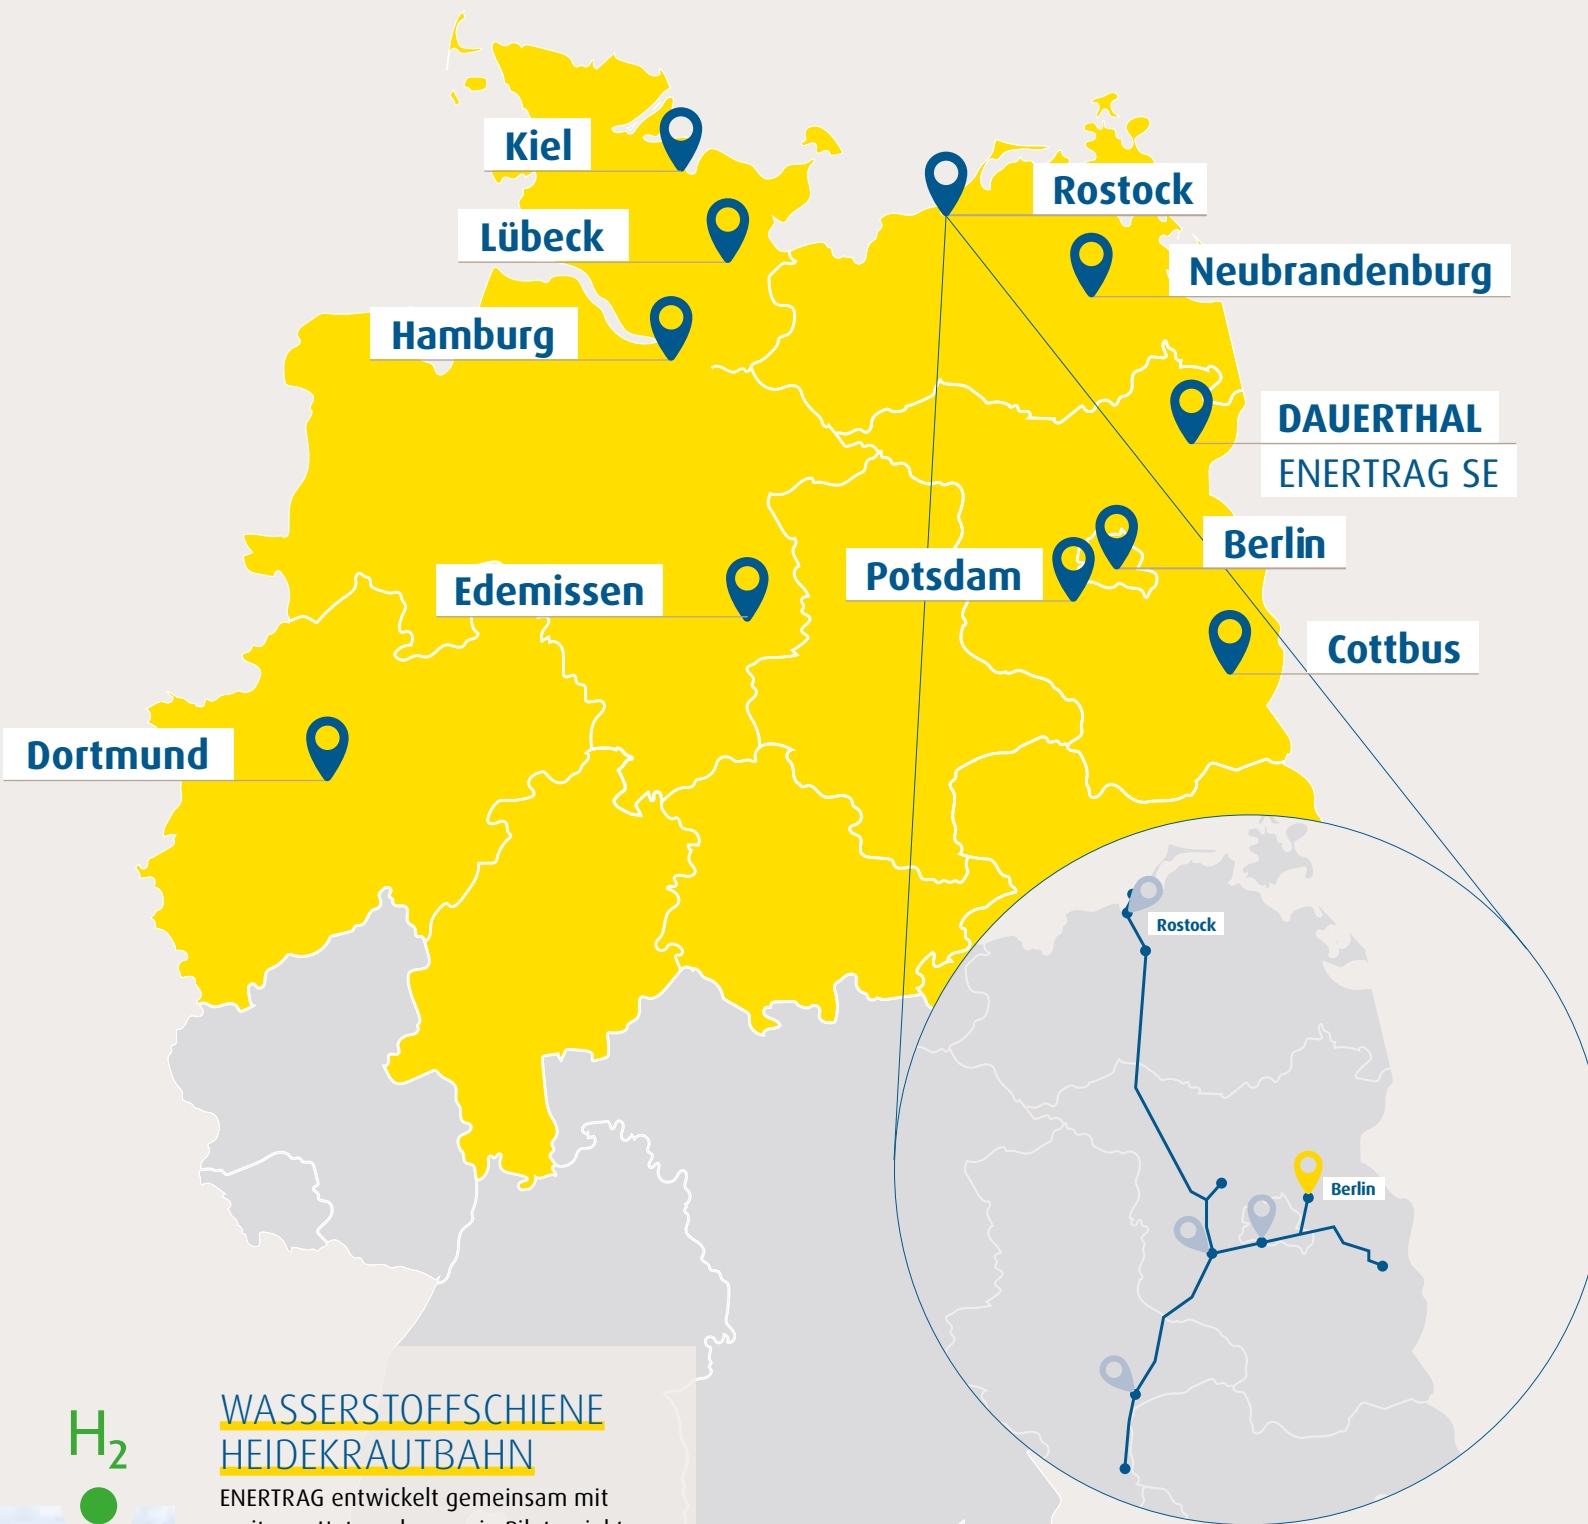 Kiel
Rostock
Lübeck
Neubrandenburg
Hamburg
DAUERTHAL
ENERTRAG SE
Berlin
Potsdam
Edemissen
Cottbus
Dortmund
Rostock
Berlin
H₂
WASSERSTOFFSCHIENE
HEIDEKRAUTBAHN
ENERTRAG entwickelt gemeinsam mit